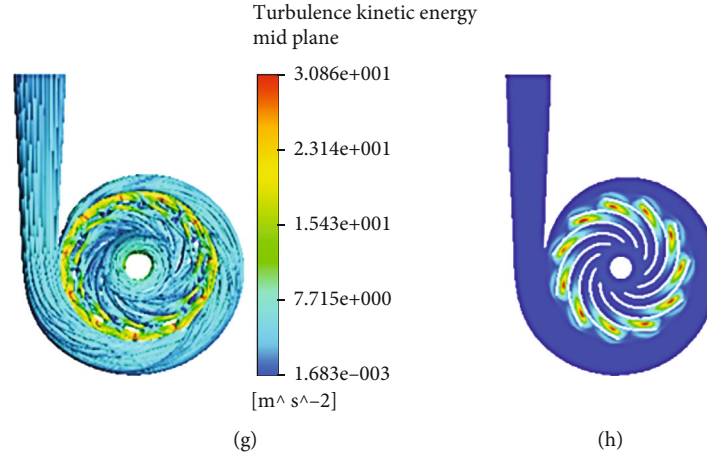 Turbulence kinetic energy
mid plane
3.086e+001
2.314e+001
1.543e+001
7.715e+000
1.683e–003
[m^ s^–2]
(g)
(h)